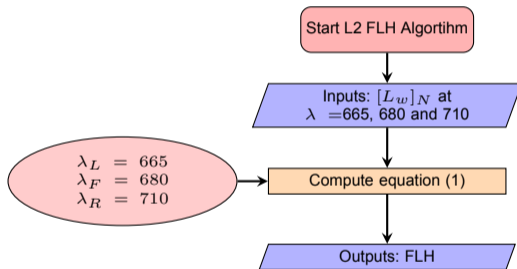 Start L2 FLH Algortihm
Inputs: [L_w]_N at
λ =665, 680 and 710
λ_L = 665
λ_F = 680
λ_R = 710
Compute equation (1)
Outputs: FLH